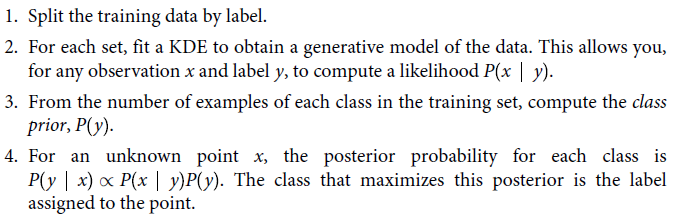 1. Split the training data by label.
2. For each set, fit a KDE to obtain a generative model of the data. This allows you,
for any observation x and label y, to compute a likelihood P(x | y).
3. From the number of examples of each class in the training set, compute the class
prior, P(y).
4. For an unknown point x, the posterior probability for each class is
P(y | x) ∝ P(x | y)P(y). The class that maximizes this posterior is the label
assigned to the point.